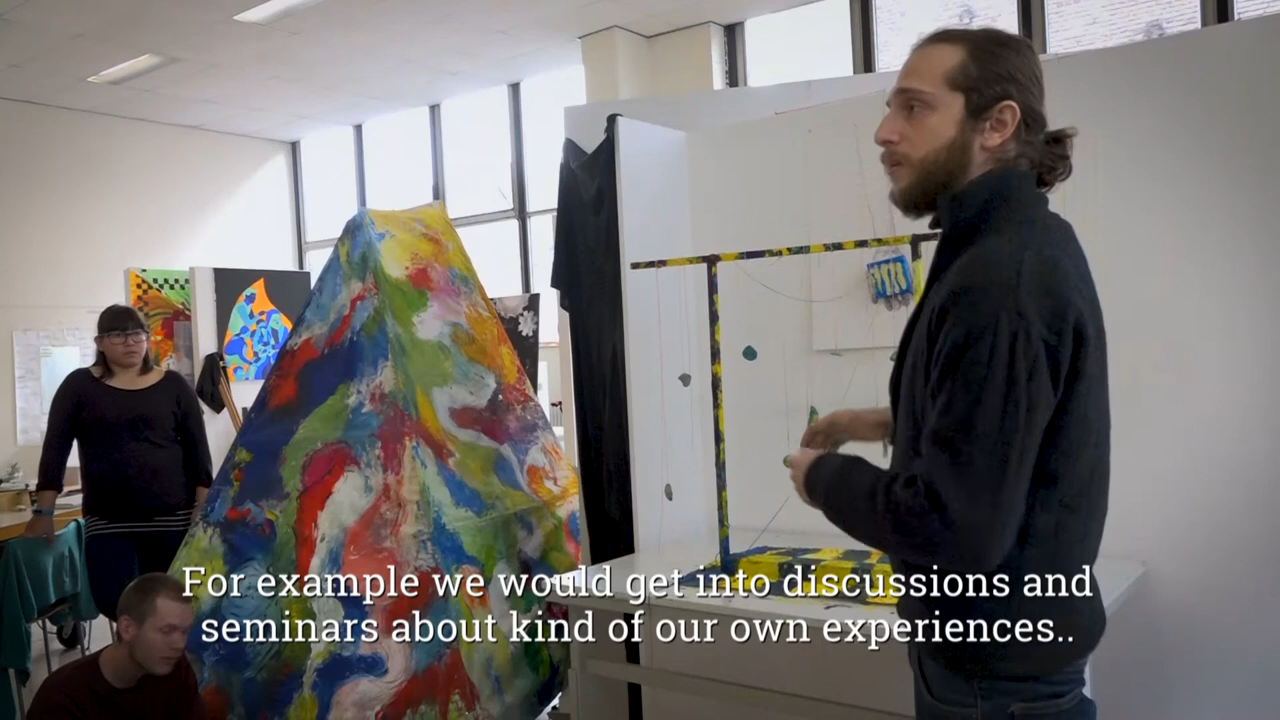 For example we would get into discussions and
seminars about kind of our own experiences..